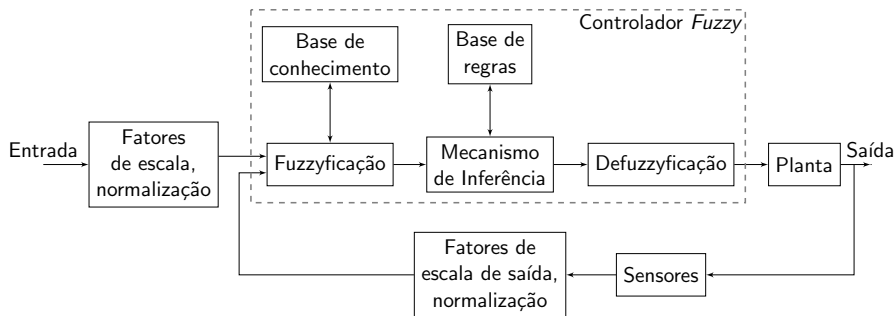 Controlador Fuzzy
Base de
conhecimento
Base de
regras
Entrada
Fatores
de escala,
normalização
Fuzzyficação
Mecanismo
de Inferência
Defuzzyficação
Planta
Saída
Fatores de
escala de saída,
normalização
Sensores